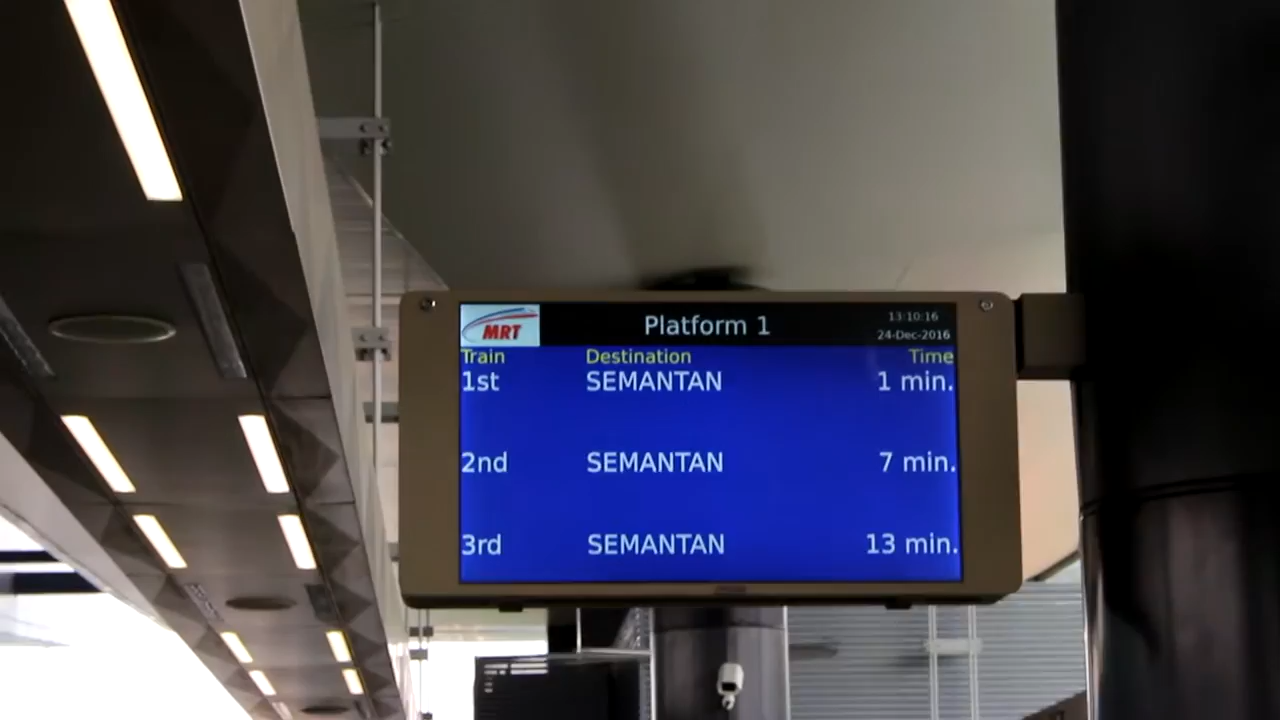 MRT
Platform 1
13:10:16
24-Dec-2016
Train Destination Time
1st SEMANTAN 1 min.
2nd SEMANTAN 7 min.
3rd SEMANTAN 13 min.